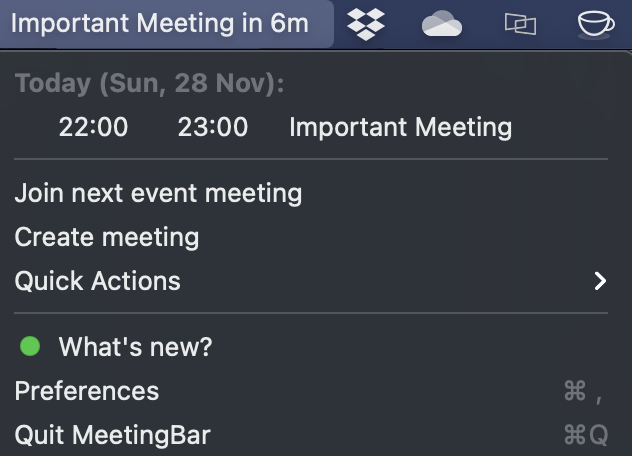 Important Meeting in 6m
Today (Sun, 28 Nov):
22:00 23:00 Important Meeting
Join next event meeting
Create meeting
Quick Actions
What's new?
Preferences ⌘ ,
Quit MeetingBar ⌘Q